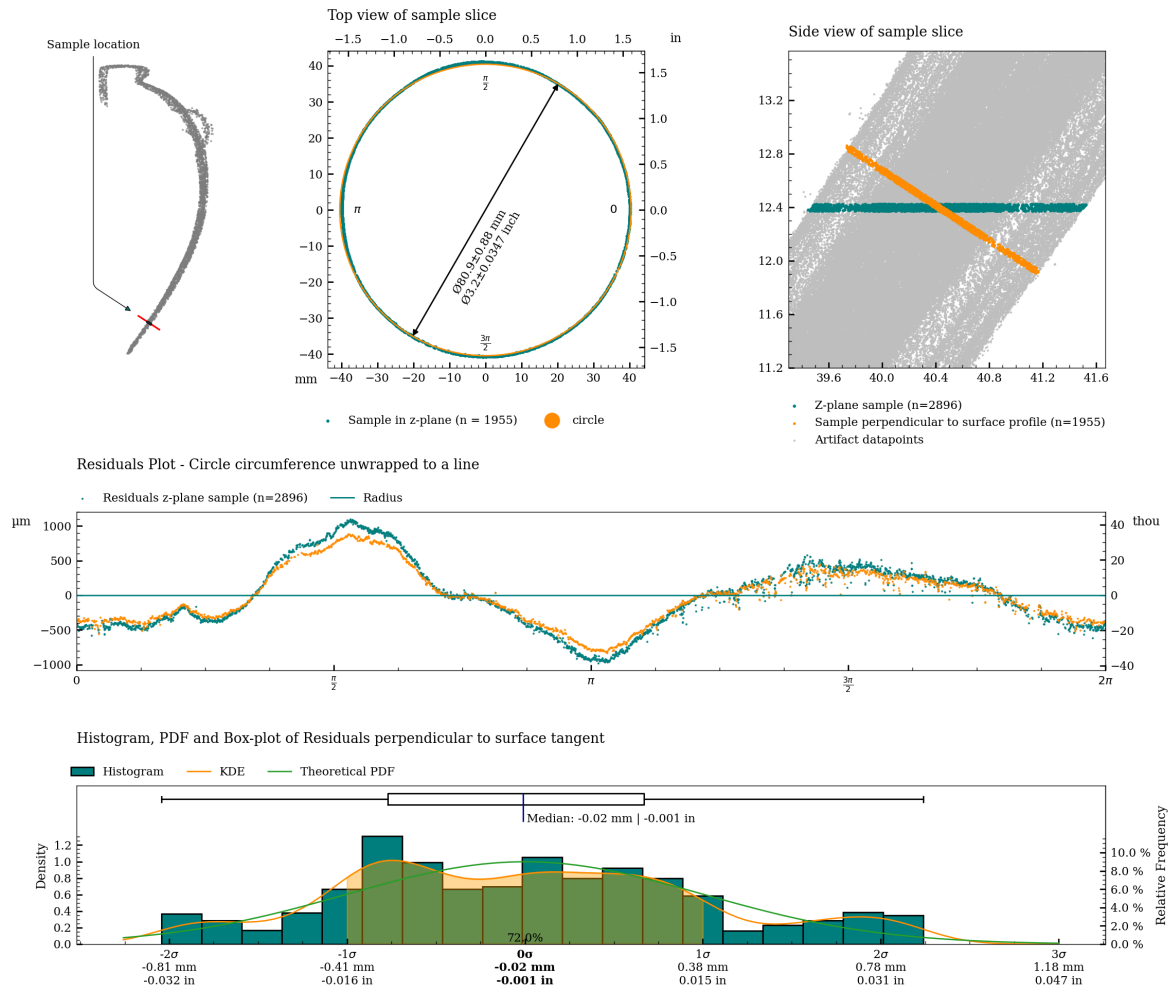 Sample location
Top view of sample slice
−1.5 −1.0 −0.5 0.0 0.5 1.0 1.5 in
40
30
20
10
0
−10
−20
−30
−40
1.5
1.0
0.5
0.0
−0.5
−1.0
−1.5
π/2
π
0
3π/2
Ø80.9±0.88 mm
Ø3.2±0.0347 inch
mm −40 −30 −20 −10 0 10 20 30 40
Sample in z-plane (n = 1955) circle
Side view of sample slice
13.2
12.8
12.4
12.0
11.6
11.2
39.6 40.0 40.4 40.8 41.2 41.6
Z-plane sample (n=2896)
Sample perpendicular to surface profile (n=1955)
Artifact datapoints
Residuals Plot - Circle circumference unwrapped to a line
Residuals z-plane sample (n=2896) Radius
µm
1000
500
0
−500
−1000
thou
40
20
0
−20
−40
0 π/2 π 3π/2 2π
Histogram, PDF and Box-plot of Residuals perpendicular to surface tangent
Histogram KDE Theoretical PDF
Median: -0.02 mm | -0.001 in
Density
1.2
1.0
0.8
0.6
0.4
0.2
0.0
Relative Frequency
10.0 %
8.0 %
6.0 %
4.0 %
2.0 %
0.0 %
72.0%
-2σ -1σ 0σ 1σ 2σ 3σ
-0.81 mm -0.41 mm -0.02 mm 0.38 mm 0.78 mm 1.18 mm
-0.032 in -0.016 in -0.001 in 0.015 in 0.031 in 0.047 in